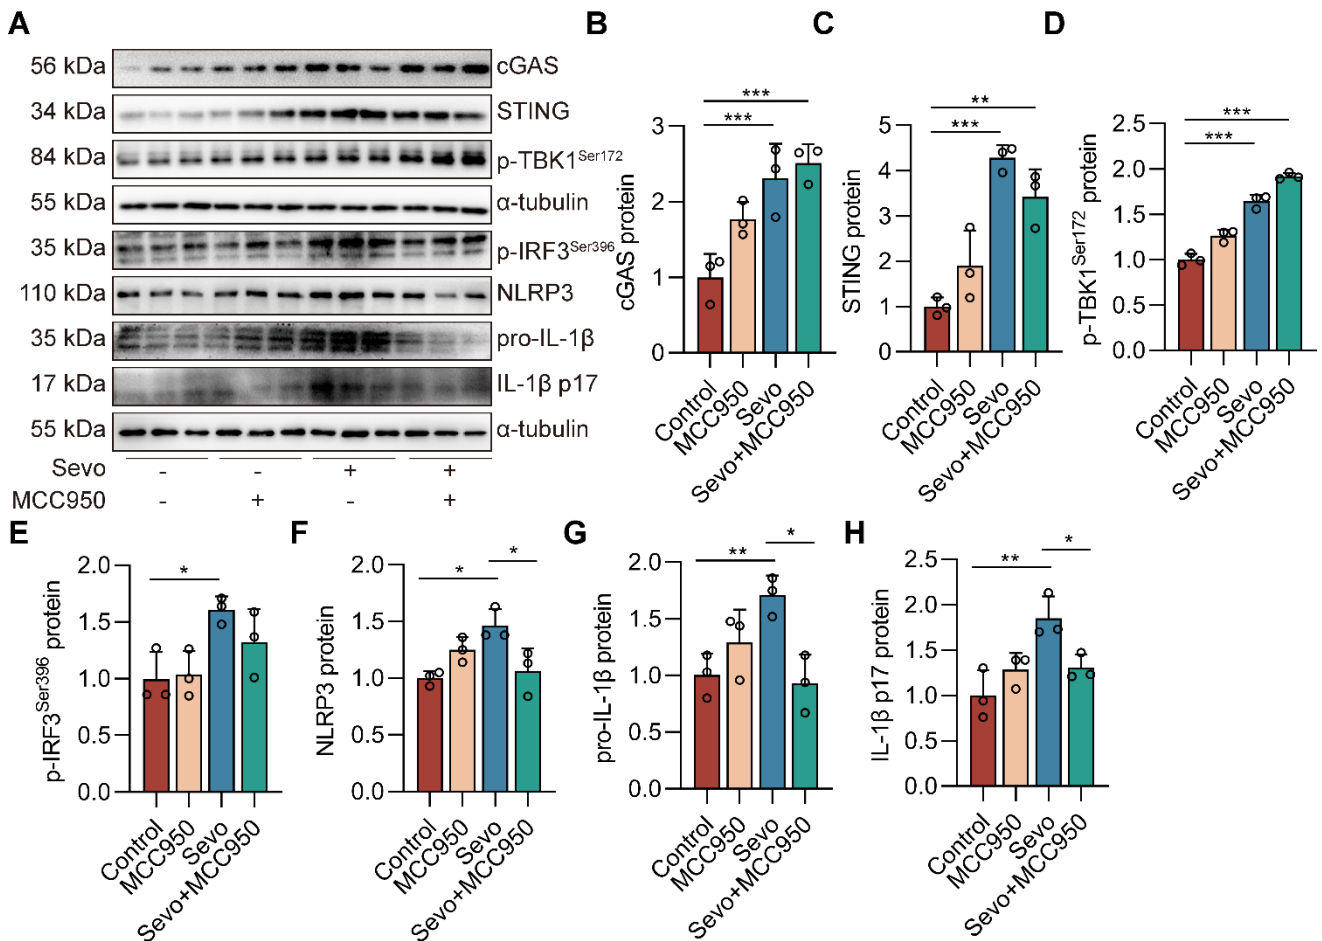 A
56 kDa cGAS
34 kDa STING
84 kDa p-TBK1Ser172
55 kDa α-tubulin
35 kDa p-IRF3Ser396
110 kDa NLRP3
35 kDa pro-IL-1β
17 kDa IL-1β p17
55 kDa α-tubulin
Sevo - - + +
MCC950 - + - +
B
cGAS protein
3
2
1
0
***
***
Control
MCC950
Sevo
Sevo+MCC950
C
STING protein
5
4
3
2
1
0
**
***
Control
MCC950
Sevo
Sevo+MCC950
D
p-TBK1Ser172 protein
2.5
2.0
1.5
1.0
0.5
0.0
***
***
Control
MCC950
Sevo
Sevo+MCC950
E
p-IRF3Ser396 protein
2.0
1.5
1.0
0.5
0.0
*
Control
MCC950
Sevo
Sevo+MCC950
F
NLRP3 protein
2.0
1.5
1.0
0.5
0.0
*
*
Control
MCC950
Sevo
Sevo+MCC950
G
pro-IL-1β protein
2.0
1.5
1.0
0.5
0.0
**
*
Control
MCC950
Sevo
Sevo+MCC950
H
IL-1β p17 protein
2.5
2.0
1.5
1.0
0.5
0.0
**
*
Control
MCC950
Sevo
Sevo+MCC950